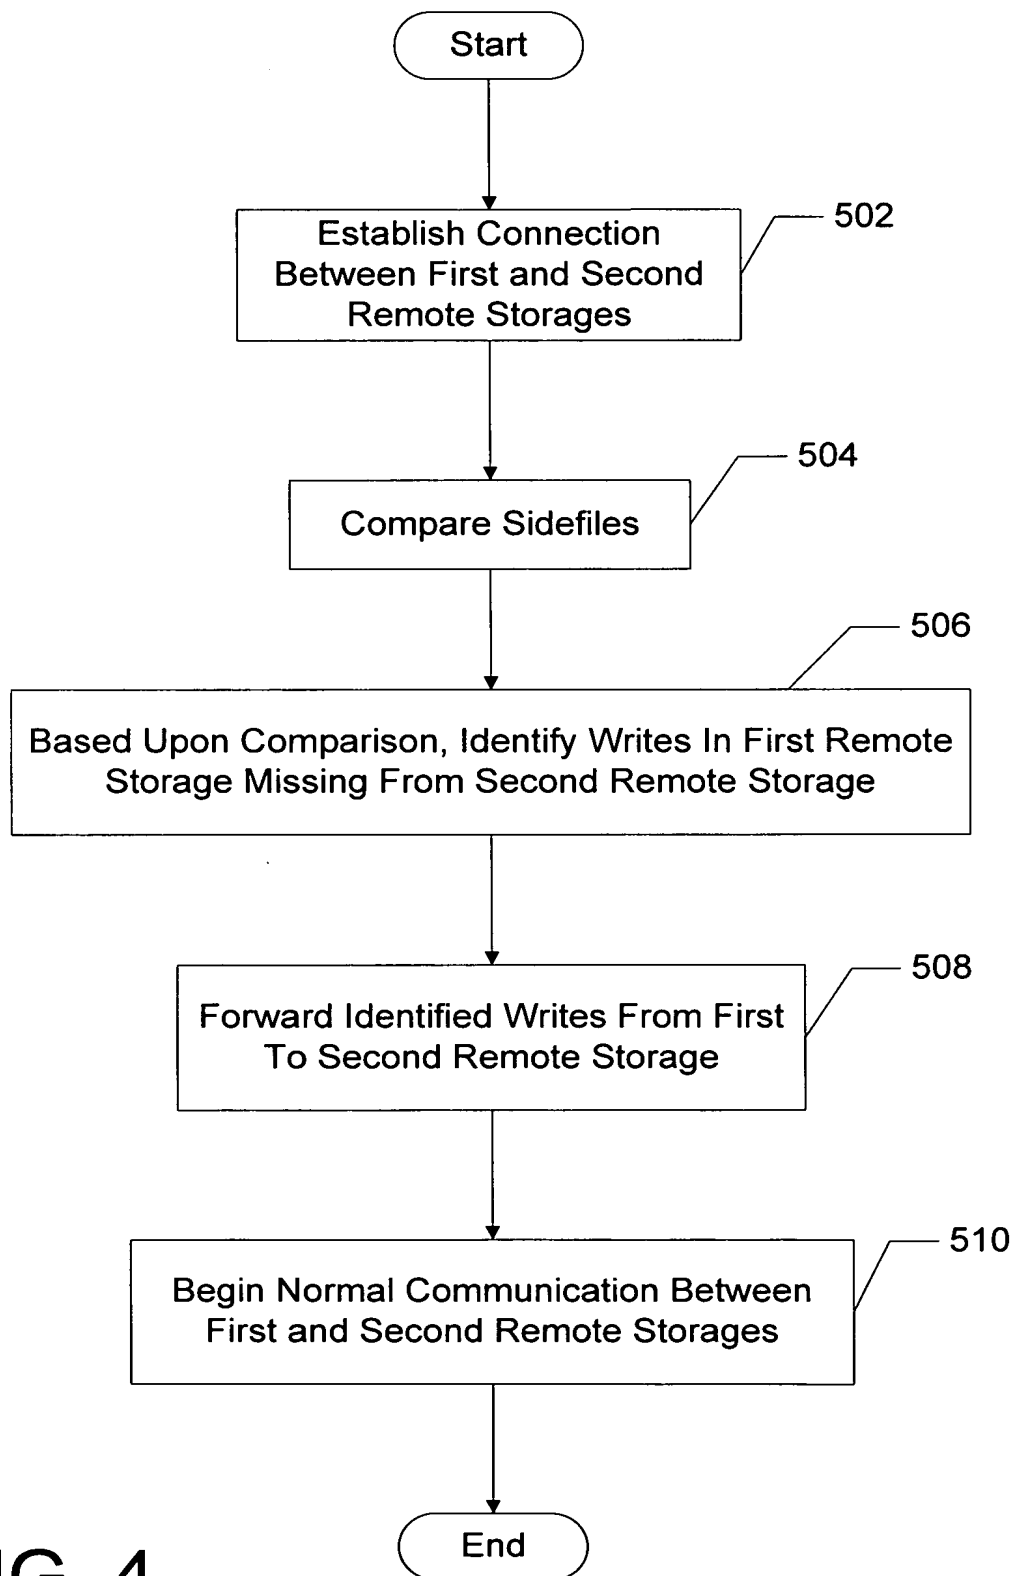 Start
502
Establish Connection
Between First and Second
Remote Storages
504
Compare Sidefiles
506
Based Upon Comparison, Identify Writes In First Remote
Storage Missing From Second Remote Storage
508
Forward Identified Writes From First
To Second Remote Storage
510
Begin Normal Communication Between
First and Second Remote Storages
End
IG. 4